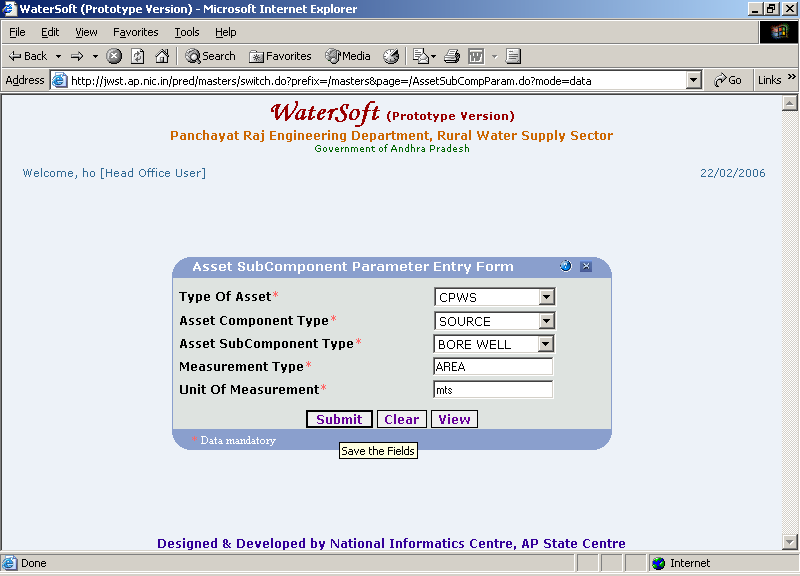 WaterSoft (Prototype Version) - Microsoft Internet Explorer
File Edit View Favorites Tools Help
Back Search Favorites Media
Address http://jwst.ap.nic.in/pred/masters/switch.do?prefix=/masters&page=/AssetSubCompParam.do?mode=data Go Links »
WaterSoft (Prototype Version)
Panchayat Raj Engineering Department, Rural Water Supply Sector
Government of Andhra Pradesh
Welcome, ho [Head Office User] 22/02/2006
Asset SubComponent Parameter Entry Form
Type Of Asset* CPWS
Asset Component Type* SOURCE
Asset SubComponent Type* BORE WELL
Measurement Type* AREA
Unit Of Measurement* mts
Submit Clear View
* Data mandatory
Save the Fields
Designed & Developed by National Informatics Centre, AP State Centre
Done Internet